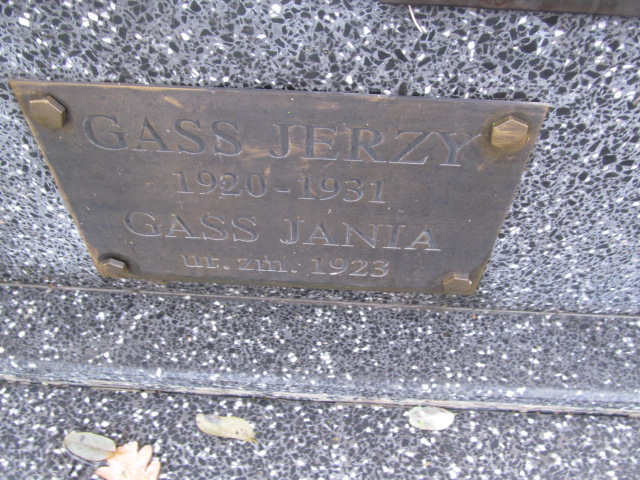 GASS JERZY
1920-1931
GASS JANIA
ur. zm. 1923